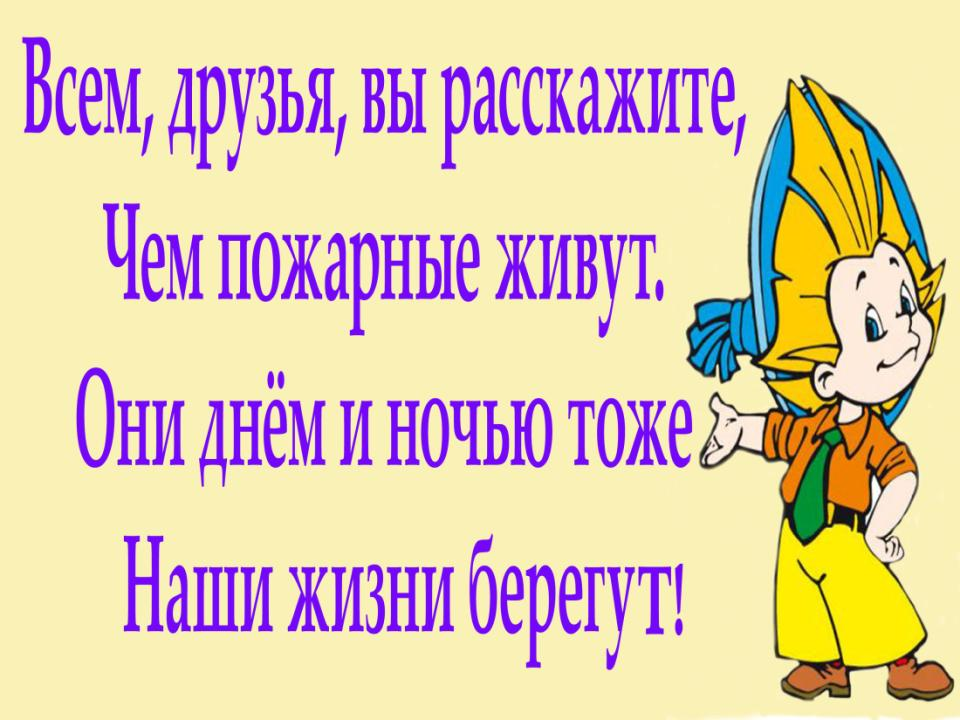 Всем, друзья, вы расскажите,
Чем пожарные живут.
Они днём и ночью тоже
Наши жизни берегут!